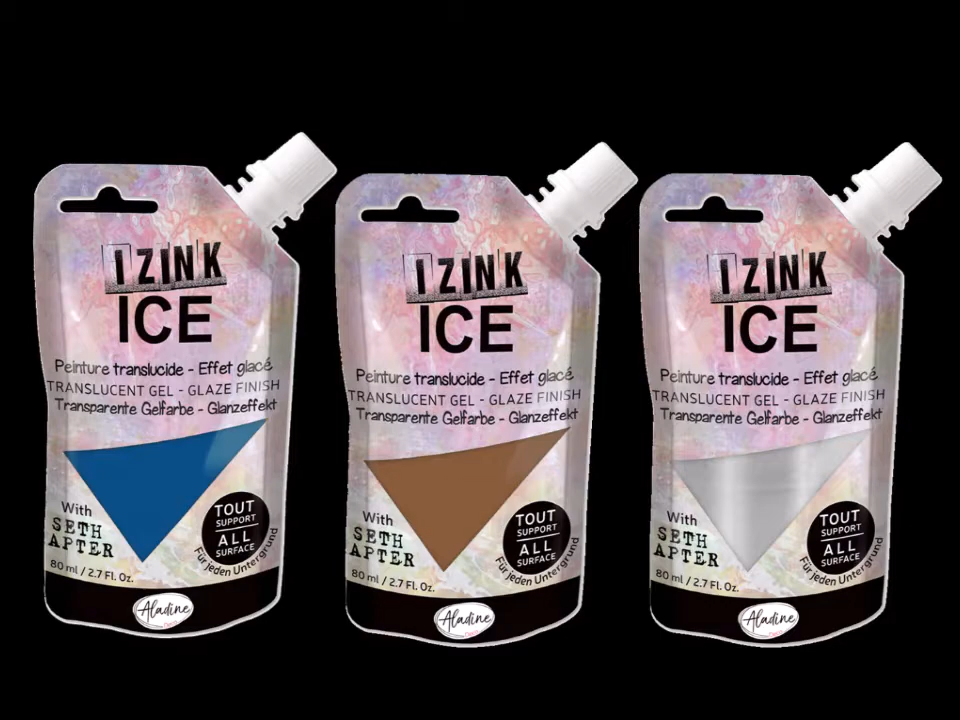 IZINK
ICE
Peinture translucide - Effet glacé
TRANSLUCENT GEL - GLAZE FINISH
Transparente Gelfarbe - Glanzeffekt
With
SETH
APTER
TOUT
SUPPORT
ALL
SURFACE
Für jeden Untergrund
80 ml / 2.7 Fl. Oz.
Aladine
IZINK
ICE
Peinture translucide - Effet glacé
TRANSLUCENT GEL - GLAZE FINISH
Transparente Gelfarbe - Glanzeffekt
With
SETH
APTER
TOUT
SUPPORT
ALL
SURFACE
Für jeden Untergrund
80 ml / 2.7 Fl. Oz.
Aladine
IZINK
ICE
Peinture translucide - Effet glacé
TRANSLUCENT GEL - GLAZE FINISH
Transparente Gelfarbe - Glanzeffekt
With
SETH
APTER
TOUT
SUPPORT
ALL
SURFACE
Für jeden Untergrund
80 ml / 2.7 Fl. Oz.
Aladine